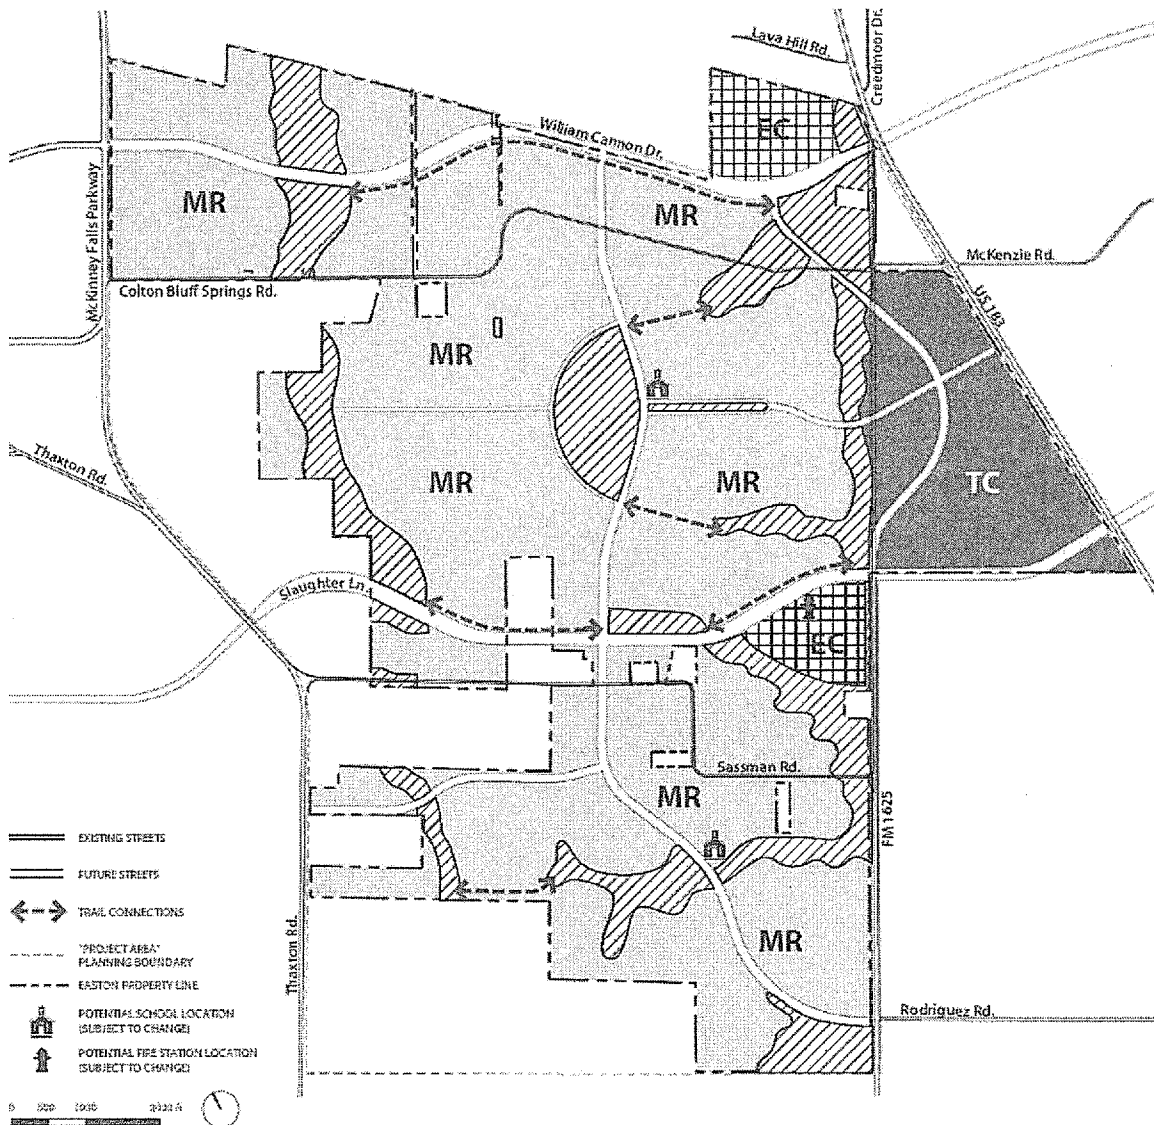 Lava Hill Rd.
Creedmoor Dr.
EC
William Cannon Dr.
MR
MR
McKinney Falls Parkway
McKenzie Rd.
Colton Bluff Springs Rd.
US 183
MR
Thaxton Rd.
MR
MR
TC
Slaughter Ln.
EC
Sassman Rd.
MR
FM 1625
EXISTING STREETS
FUTURE STREETS
TRAIL CONNECTIONS
"PROJECT AREA"
PLANNING BOUNDARY
EASTON PROPERTY LINE
Thaxton Rd.
MR
Rodriguez Rd.
POTENTIAL SCHOOL LOCATION
(SUBJECT TO CHANGE)
POTENTIAL FIRE STATION LOCATION
(SUBJECT TO CHANGE)
0 500 1000